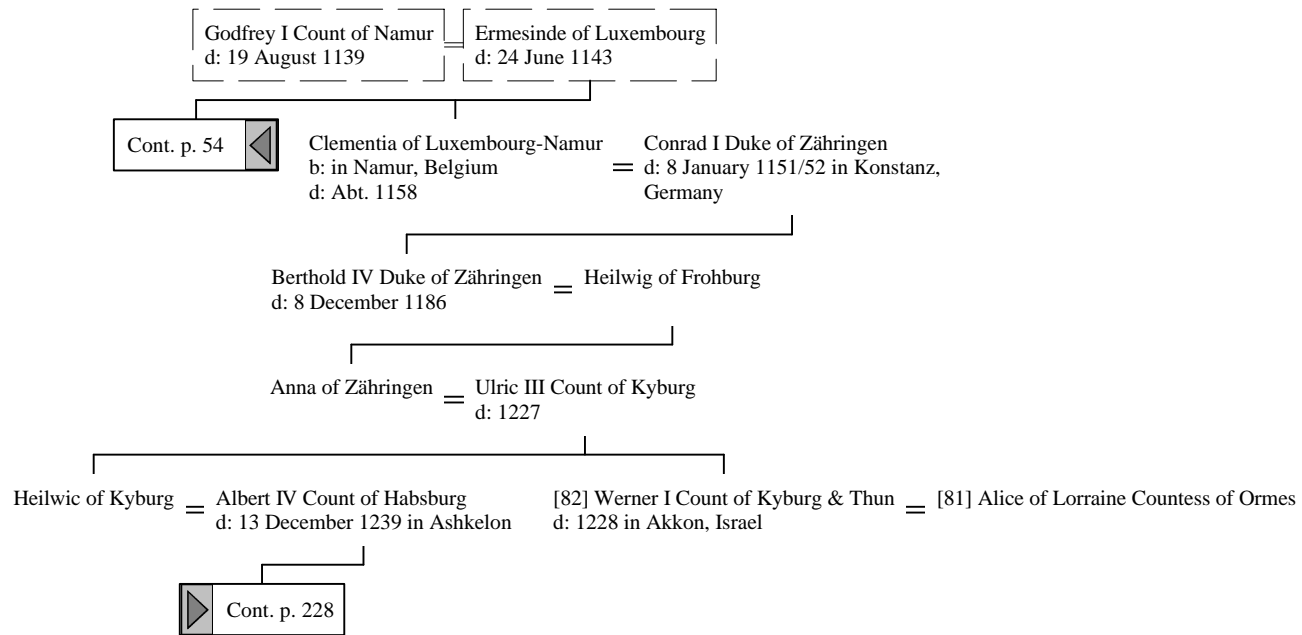 Godfrey I Count of Namur
d: 19 August 1139
=
Ermesinde of Luxembourg
d: 24 June 1143
Cont. p. 54
Clementia of Luxembourg-Namur
b: in Namur, Belgium
d: Abt. 1158
=
Conrad I Duke of Zähringen
d: 8 January 1151/52 in Konstanz,
Germany
Berthold IV Duke of Zähringen
d: 8 December 1186
=
Heilwig of Frohburg
Anna of Zähringen
=
Ulric III Count of Kyburg
d: 1227
Heilwic of Kyburg
=
Albert IV Count of Habsburg
d: 13 December 1239 in Ashkelon
[82] Werner I Count of Kyburg & Thun
d: 1228 in Akkon, Israel
=
[81] Alice of Lorraine Countess of Ormes
Cont. p. 228